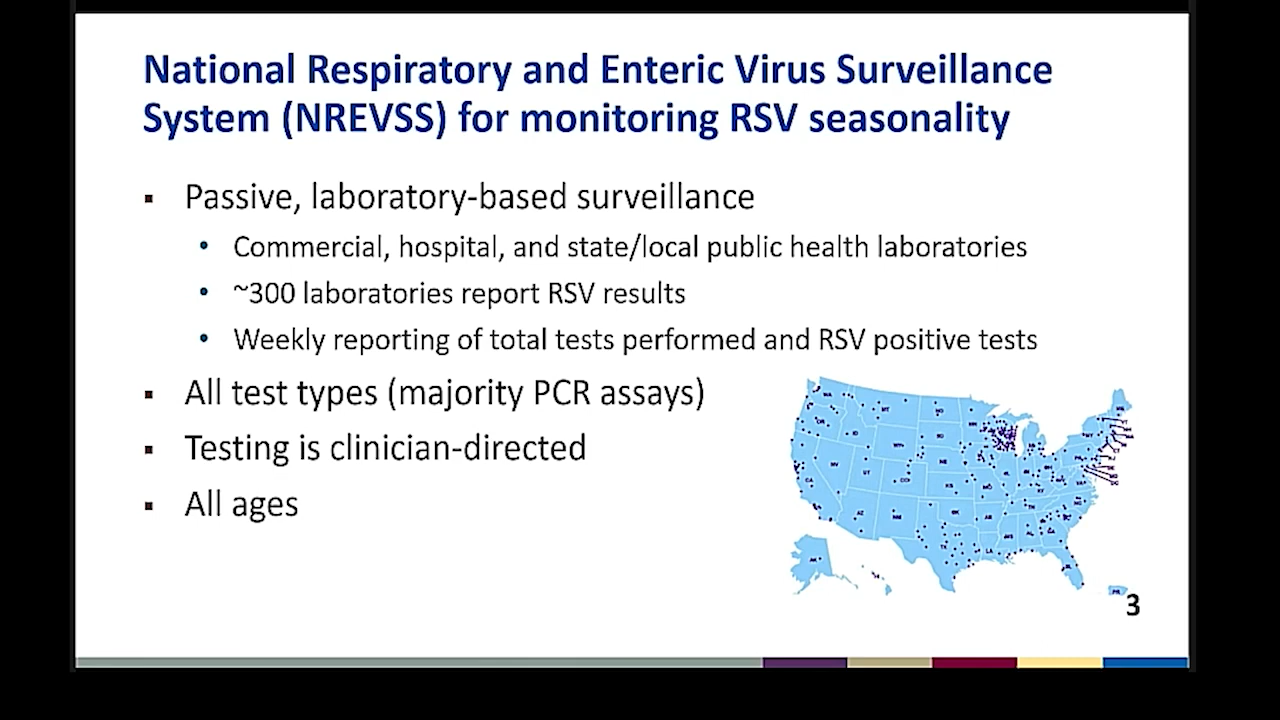 National Respiratory and Enteric Virus Surveillance
System (NREVSS) for monitoring RSV seasonality
▪ Passive, laboratory-based surveillance
• Commercial, hospital, and state/local public health laboratories
• ~300 laboratories report RSV results
• Weekly reporting of total tests performed and RSV positive tests
▪ All test types (majority PCR assays)
▪ Testing is clinician-directed
▪ All ages
3